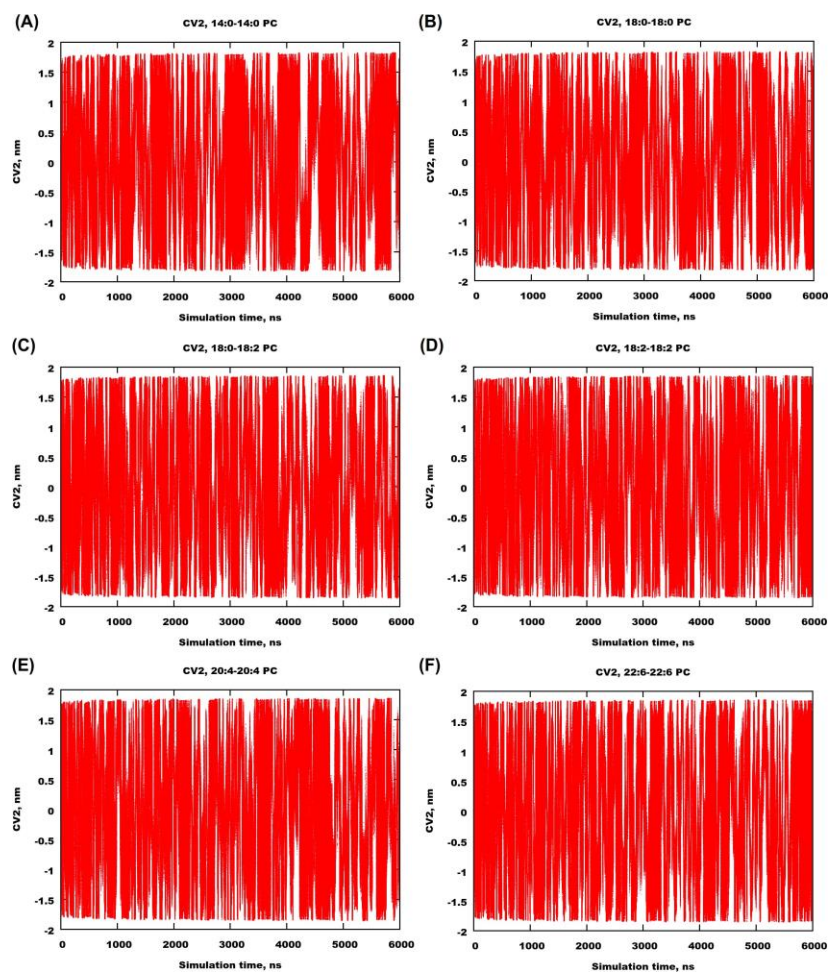 (A)
CV2, 14:0-14:0 PC
2
1.5
1
0.5
0
-0.5
-1
-1.5
-2
CV2, nm
0 1000 2000 3000 4000 5000 6000
Simulation time, ns
(B)
CV2, 18:0-18:0 PC
2
1.5
1
0.5
0
-0.5
-1
-1.5
-2
CV2, nm
0 1000 2000 3000 4000 5000 6000
Simulation time, ns
(C)
CV2, 18:0-18:2 PC
2
1.5
1
0.5
0
-0.5
-1
-1.5
-2
CV2, nm
0 1000 2000 3000 4000 5000 6000
Simulation time, ns
(D)
CV2, 18:2-18:2 PC
2
1.5
1
0.5
0
-0.5
-1
-1.5
-2
CV2, nm
0 1000 2000 3000 4000 5000 6000
Simulation time, ns
(E)
CV2, 20:4-20:4 PC
2
1.5
1
0.5
0
-0.5
-1
-1.5
-2
CV2, nm
0 1000 2000 3000 4000 5000 6000
Simulation time, ns
(F)
CV2, 22:6-22:6 PC
2
1.5
1
0.5
0
-0.5
-1
-1.5
-2
CV2, nm
0 1000 2000 3000 4000 5000 6000
Simulation time, ns